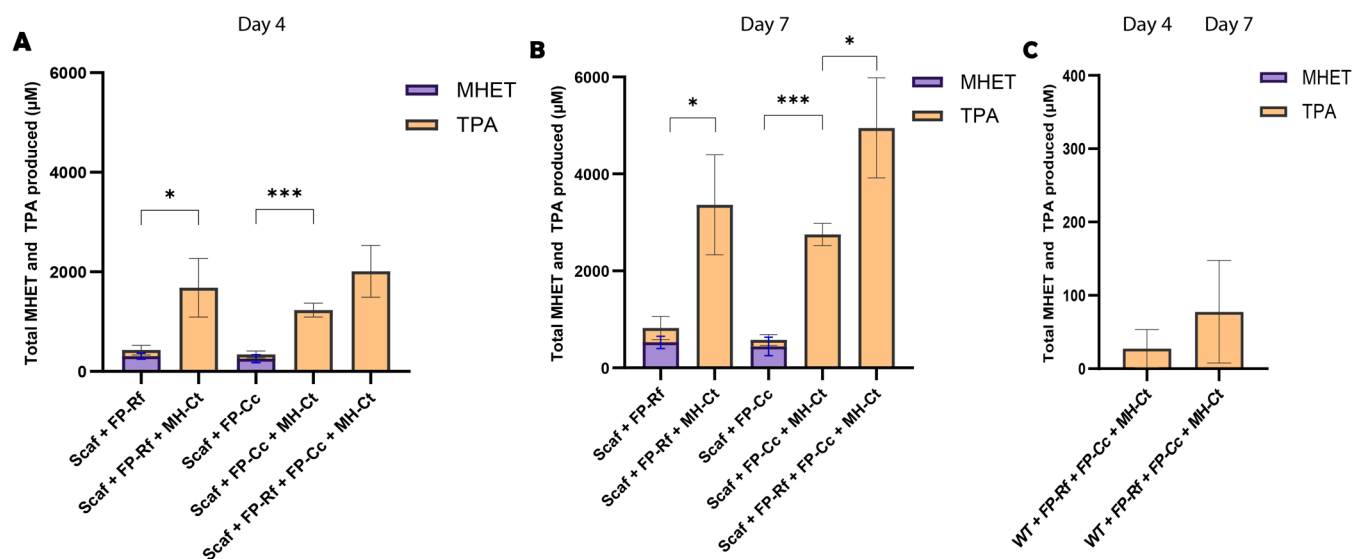 Day 4
A
Total MHET and TPA produced (µM)
6000
4000
2000
0
MHET
TPA
*
***
Scaf + FP-Rf
Scaf + FP-Rf + MH-Ct
Scaf + FP-Cc
Scaf + FP-Cc + MH-Ct
Scaf + FP-Rf + FP-Cc + MH-Ct
Day 7
B
Total MHET and TPA produced (µM)
6000
4000
2000
0
MHET
TPA
*
***
*
Scaf + FP-Rf
Scaf + FP-Rf + MH-Ct
Scaf + FP-Cc
Scaf + FP-Cc + MH-Ct
Scaf + FP-Rf + FP-Cc + MH-Ct
Day 4 Day 7
C
Total MHET and TPA produced (µM)
400
300
200
100
0
MHET
TPA
WT + FP-Rf + FP-Cc + MH-Ct
WT + FP-Rf + FP-Cc + MH-Ct